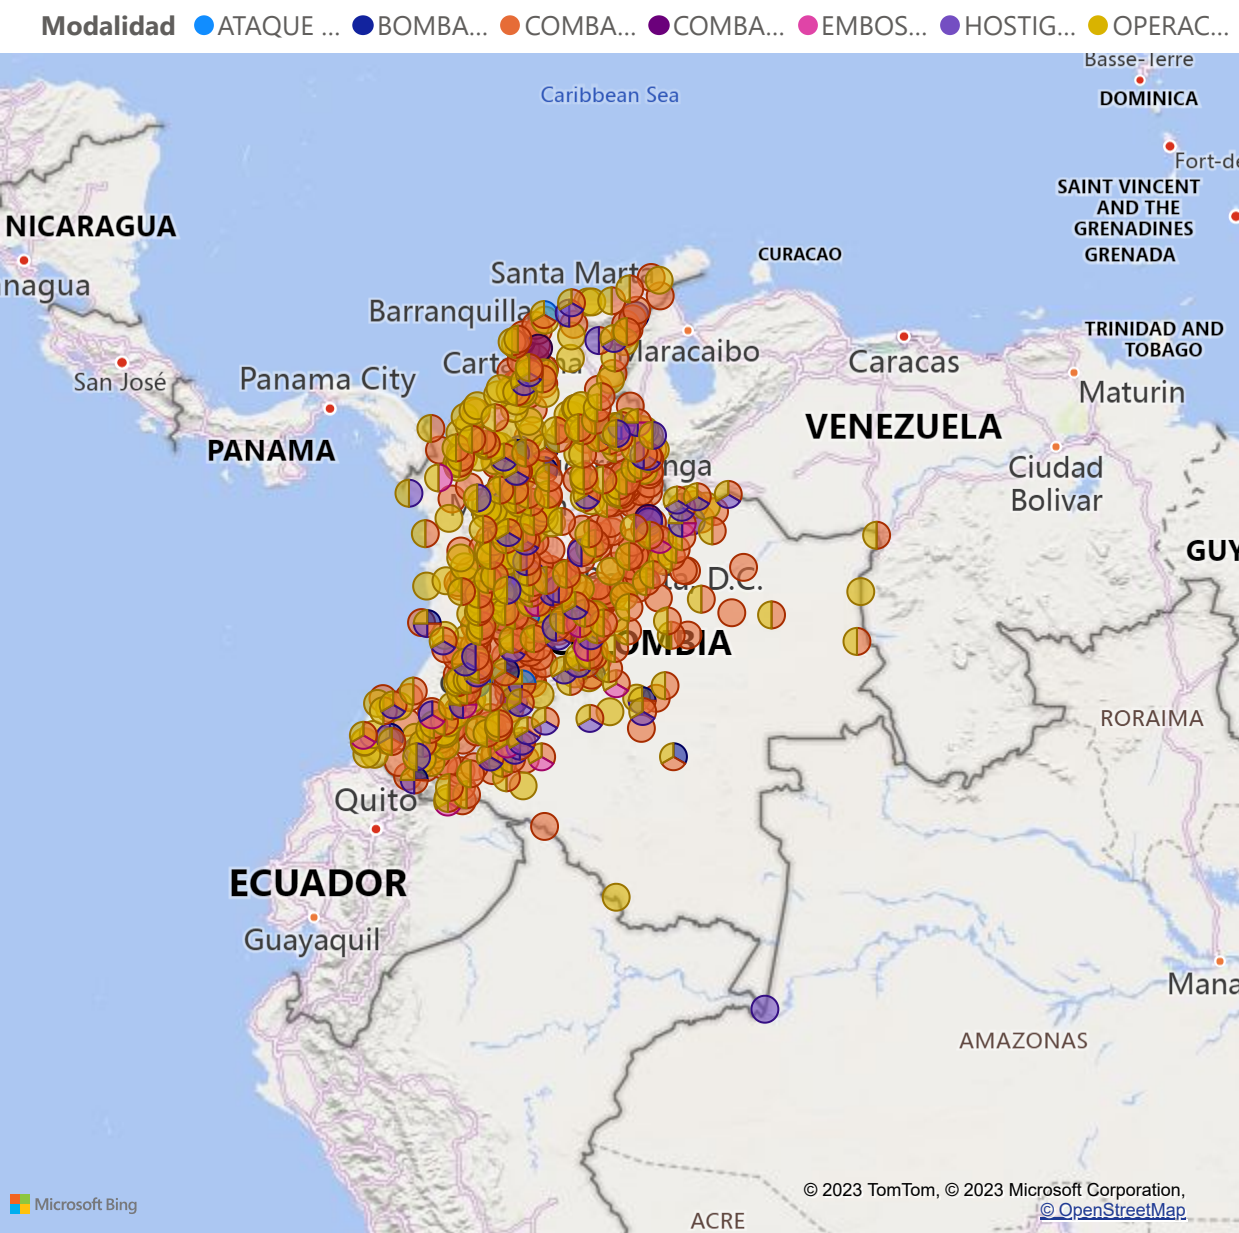 Modalidad ATAQUE ... BOMBA... COMBA... COMBA... EMBOS... HOSTIG... OPERAC...
Basse-Terre
Caribbean Sea
DOMINICA
Fort-de
SAINT VINCENT
AND THE
GRENADINES
NICARAGUA
CURACAO
GRENADA
Santa Marta
nagua
Barranquilla
TRINIDAD AND
TOBAGO
Maracaibo
Caracas
San José
Panama City
Maturin
VENEZUELA
PANAMA
Ciudad
Bolivar
GUY
D.C.
RORAIMA
Quito
ECUADOR
Guayaquil
Mana
AMAZONAS
© 2023 TomTom, © 2023 Microsoft Corporation,
© OpenStreetMap
Microsoft Bing
ACRE